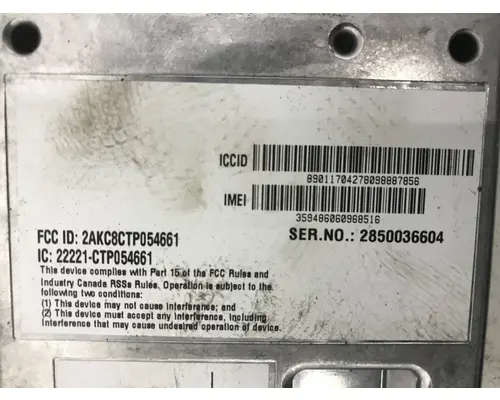 ICCID
89011704278098887856
IMEI
359486060968516
FCC ID: 2AKC8CTP054661
SER.NO.: 2850036604
IC: 22221-CTP054661
This device complies with Part 15 of the FCC Rules and
Industry Canada RSSs Rules. Operation is subject to the
following two conditions:
(1) This device may not cause interference; and
(2) This device must accept any interference, including
interference that may cause undesired operation of device.